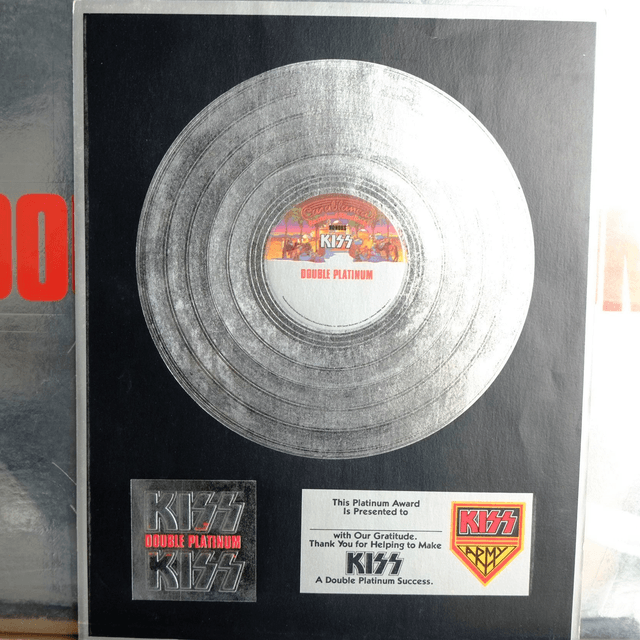 Casablanca
KISS
DOUBLE PLATINUM
KISS
DOUBLE PLATINUM
KISS
This Platinum Award
Is Presented to
with Our Gratitude.
Thank You for Helping to Make
KISS
A Double Platinum Success.
KISS
ARMY